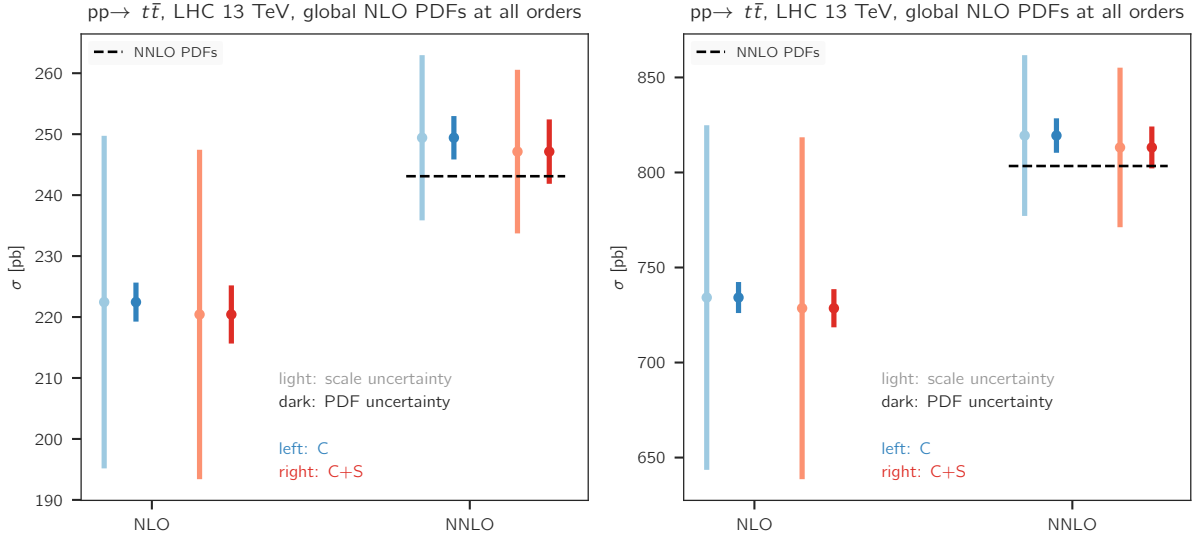 pp→ tt̄, LHC 13 TeV, global NLO PDFs at all orders
NNLO PDFs
260
250
240
230
220
210
200
190
σ [pb]
light: scale uncertainty
dark: PDF uncertainty
left: C
right: C+S
NLO
NNLO
pp→ tt̄, LHC 13 TeV, global NLO PDFs at all orders
NNLO PDFs
850
800
750
700
650
σ [pb]
light: scale uncertainty
dark: PDF uncertainty
left: C
right: C+S
NLO
NNLO